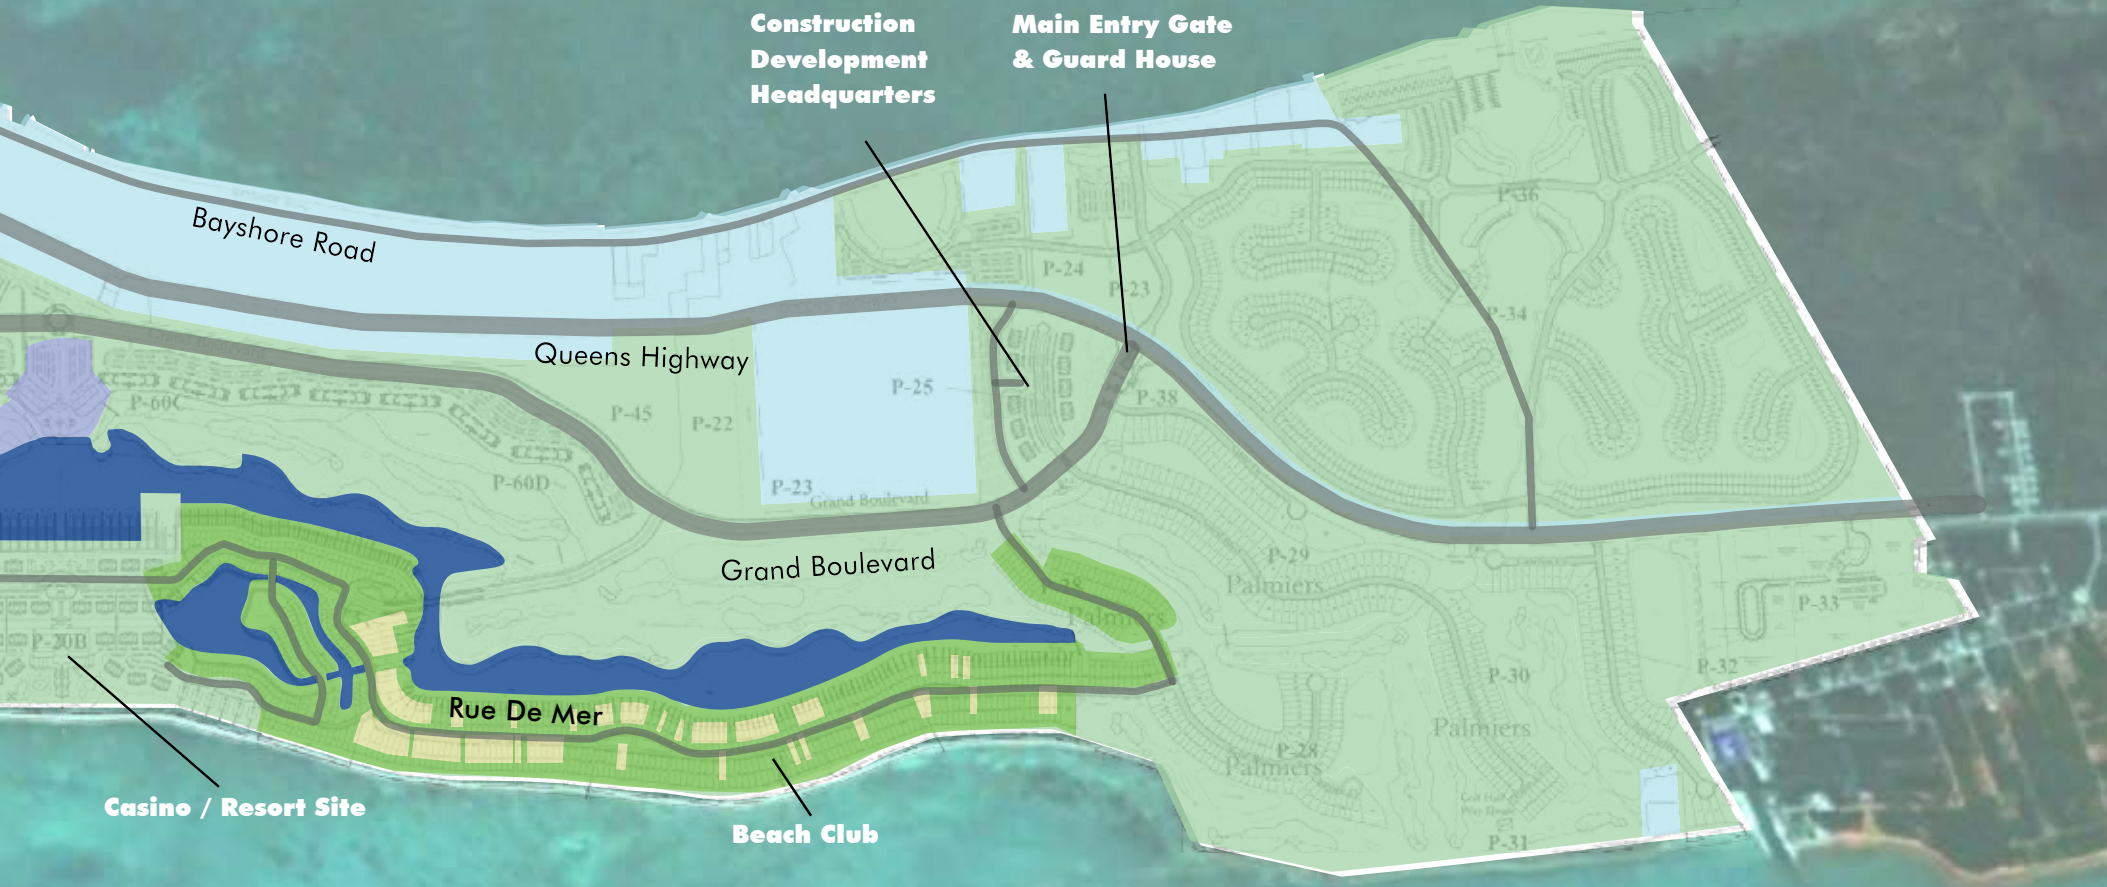 Construction
Development
Headquarters
Main Entry Gate
& Guard House
Bayshore Road
P-36
P-24
P-23
P-34
Queens Highway
P-25
P-38
P-60C
P-45
P-22
P-60D
P-23
Grand Boulevard
Grand Boulevard
P-29
Palmiers
Palmiers
P-33
P-20B
P-32
P-30
Rue De Mer
Palmiers
P-28
Palmiers
Casino / Resort Site
Beach Club
P-31